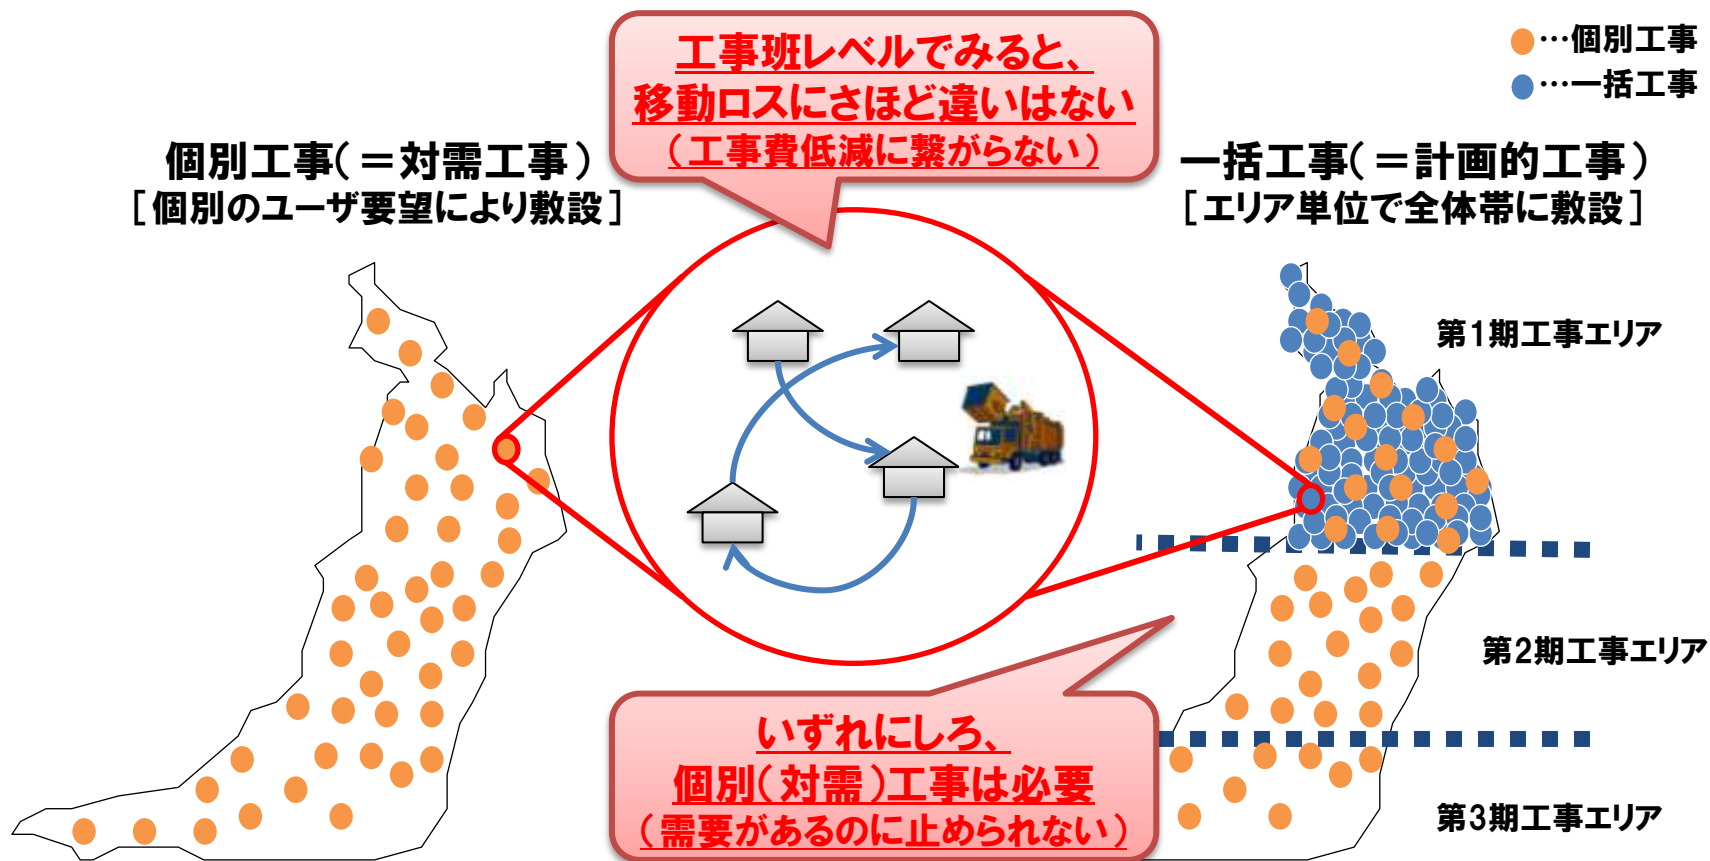 工事班レベルでみると、
移動ロスにさほど違いはない
（工事費低減に繋がらない）
●…個別工事
●…一括工事
個別工事（＝対需工事）
［個別のユーザ要望により敷設］
一括工事（＝計画的工事）
［エリア単位で全体帯に敷設］
第1期工事エリア
第2期工事エリア
いずれにしろ、
個別（対需）工事は必要
（需要があるのに止められない）
第3期工事エリア